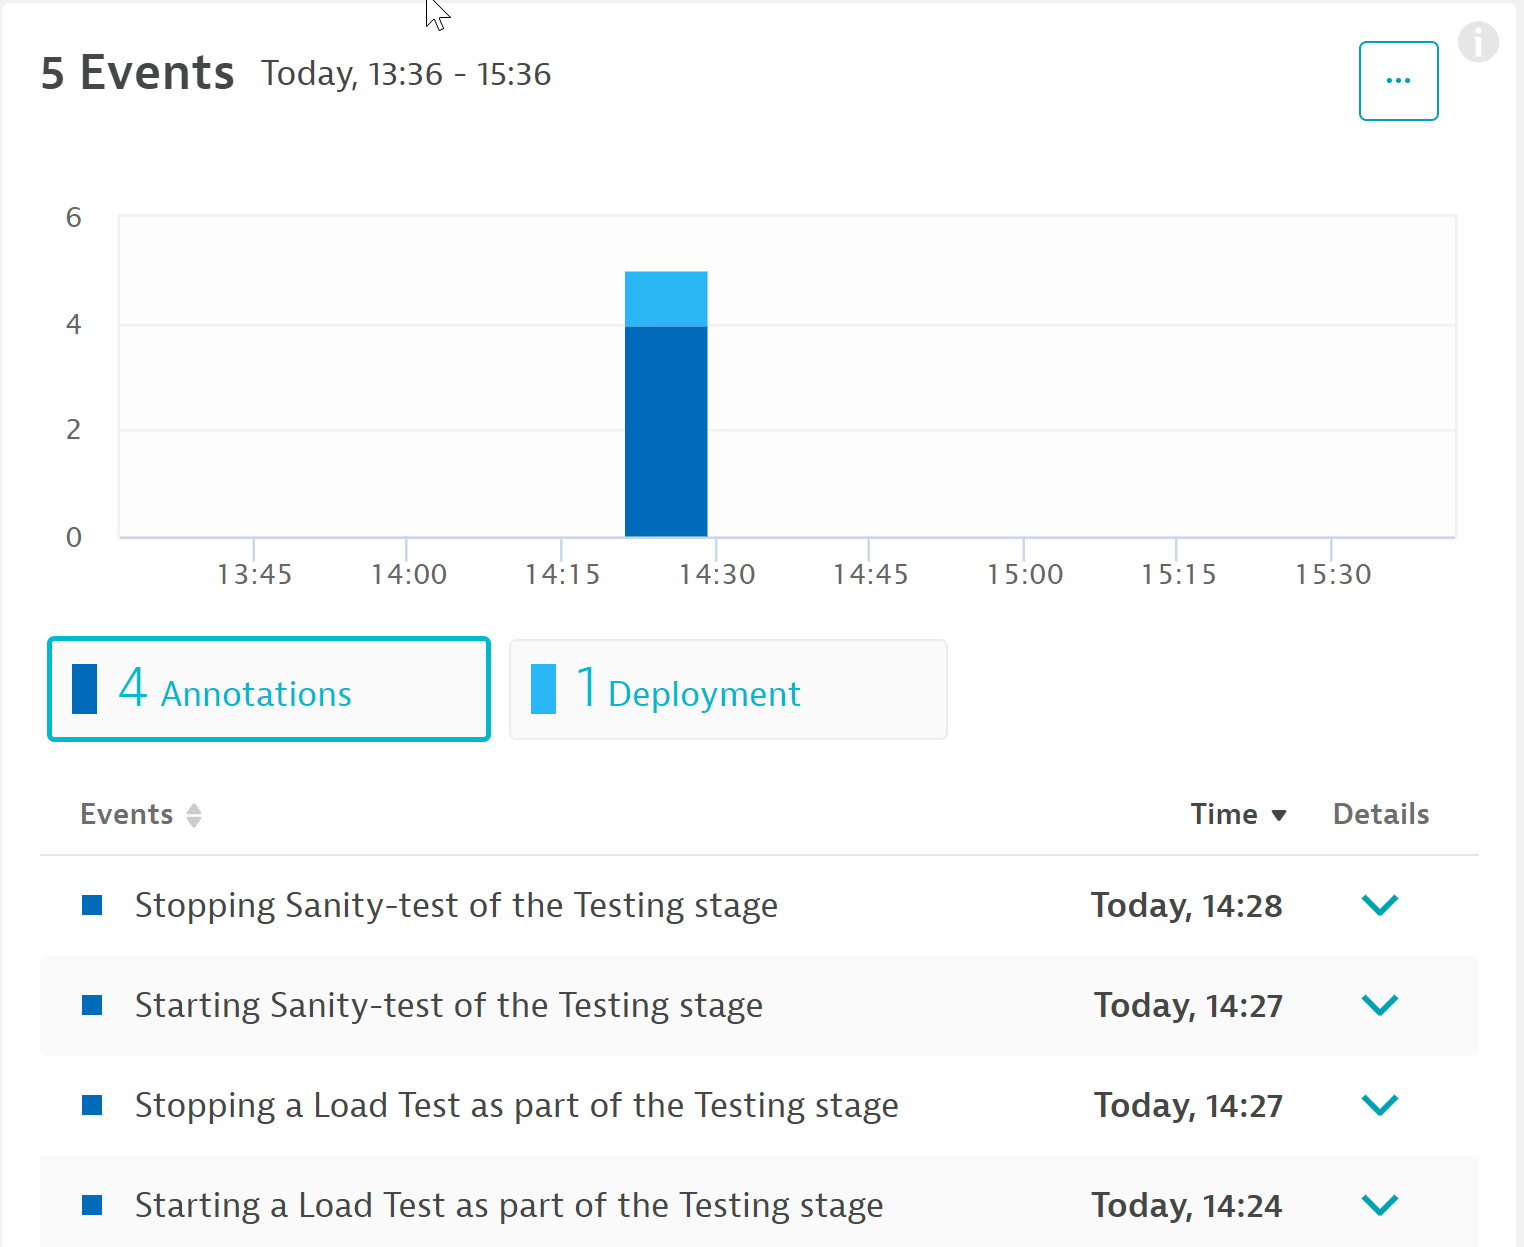 5 Events Today, 13:36 - 15:36
...
i
6
4
2
0
13:45 14:00 14:15 14:30 14:45 15:00 15:15 15:30
4 Annotations 1 Deployment
Events Time Details
Stopping Sanity-test of the Testing stage Today, 14:28
Starting Sanity-test of the Testing stage Today, 14:27
Stopping a Load Test as part of the Testing stage Today, 14:27
Starting a Load Test as part of the Testing stage Today, 14:24